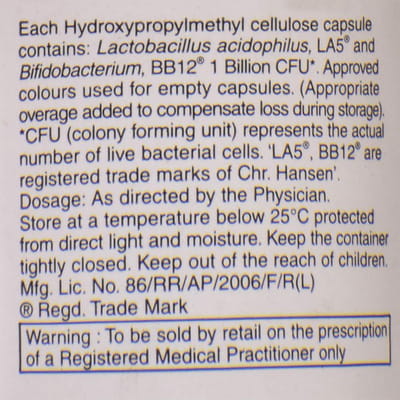 Each Hydroxypropylmethyl cellulose capsule
contains: Lactobacillus acidophilus, LA5® and
Bifidobacterium, BB12® 1 Billion CFU*. Approved
colours used for empty capsules. (Appropriate
overage added to compensate loss during storage).
*CFU (colony forming unit) represents the actual
number of live bacterial cells. 'LA5®, BB12® are
registered trade marks of Chr. Hansen'.
Dosage: As directed by the Physician.
Store at a temperature below 25°C protected
from direct light and moisture. Keep the container
tightly closed. Keep out of the reach of children.
Mfg. Lic. No. 86/RR/AP/2006/F/R(L)
® Regd. Trade Mark
Warning : To be sold by retail on the prescription
of a Registered Medical Practitioner only